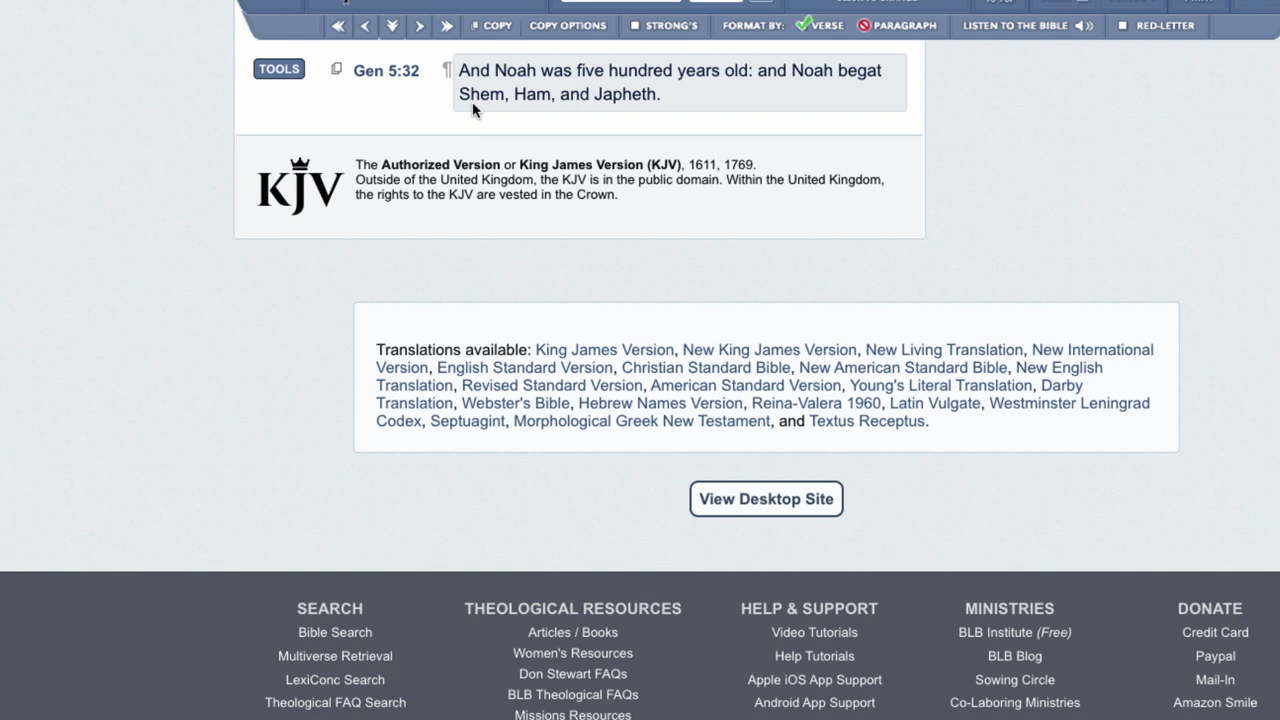 COPY COPY OPTIONS STRONG'S FORMAT BY: VERSE PARAGRAPH LISTEN TO THE BIBLE RED-LETTER
TOOLS Gen 5:32 ¶ And Noah was five hundred years old: and Noah begat
Shem, Ham, and Japheth.
KJV
The Authorized Version or King James Version (KJV), 1611, 1769.
Outside of the United Kingdom, the KJV is in the public domain. Within the United Kingdom,
the rights to the KJV are vested in the Crown.
Translations available: King James Version, New King James Version, New Living Translation, New International
Version, English Standard Version, Christian Standard Bible, New American Standard Bible, New English
Translation, Revised Standard Version, American Standard Version, Young's Literal Translation, Darby
Translation, Webster's Bible, Hebrew Names Version, Reina-Valera 1960, Latin Vulgate, Westminster Leningrad
Codex, Septuagint, Morphological Greek New Testament, and Textus Receptus.
View Desktop Site
SEARCH
Bible Search
Multiverse Retrieval
LexiConc Search
Theological FAQ Search
THEOLOGICAL RESOURCES
Articles / Books
Women's Resources
Don Stewart FAQs
BLB Theological FAQs
Missions Resources
HELP & SUPPORT
Video Tutorials
Help Tutorials
Apple iOS App Support
Android App Support
MINISTRIES
BLB Institute (Free)
BLB Blog
Sowing Circle
Co-Laboring Ministries
DONATE
Credit Card
Paypal
Mail-In
Amazon Smile